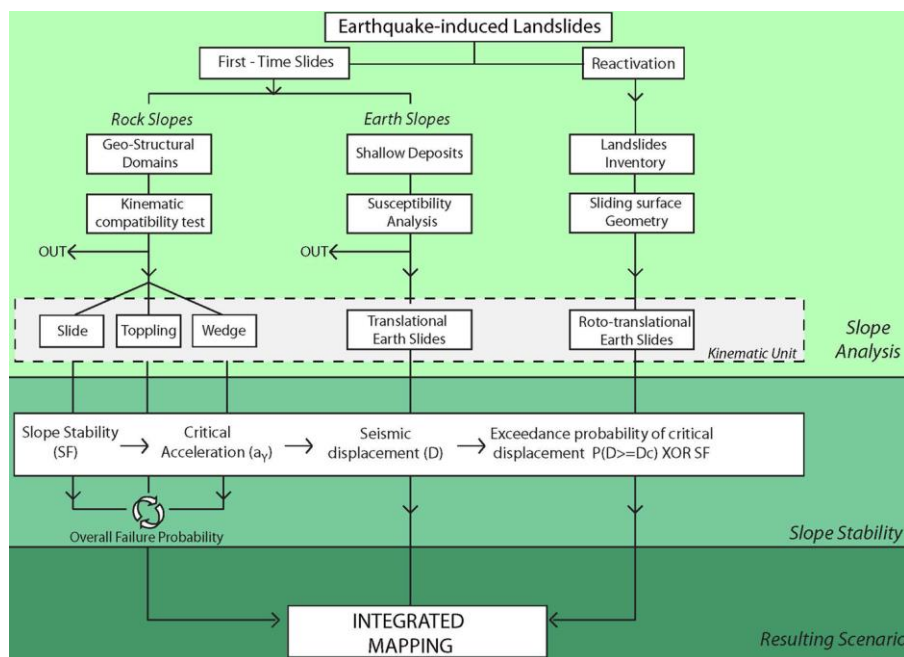 Earthquake-induced Landslides
First - Time Slides
Reactivation
Rock Slopes
Earth Slopes
Geo-Structural
Domains
Shallow Deposits
Landslides
Inventory
Kinematic
compatibility test
Susceptibility
Analysis
Sliding surface
Geometry
OUT
OUT
Slide
Toppling
Wedge
Translational
Earth Slides
Roto-translational
Earth Slides
Kinematic Unit
Slope
Analysis
Slope Stability
(SF)
Critical
Acceleration (aY)
Seismic
displacement (D)
Exceedance probability of critical
displacement P(D>=Dc) XOR SF
Overall Failure Probability
Slope Stability
INTEGRATED
MAPPING
Resulting Scenario